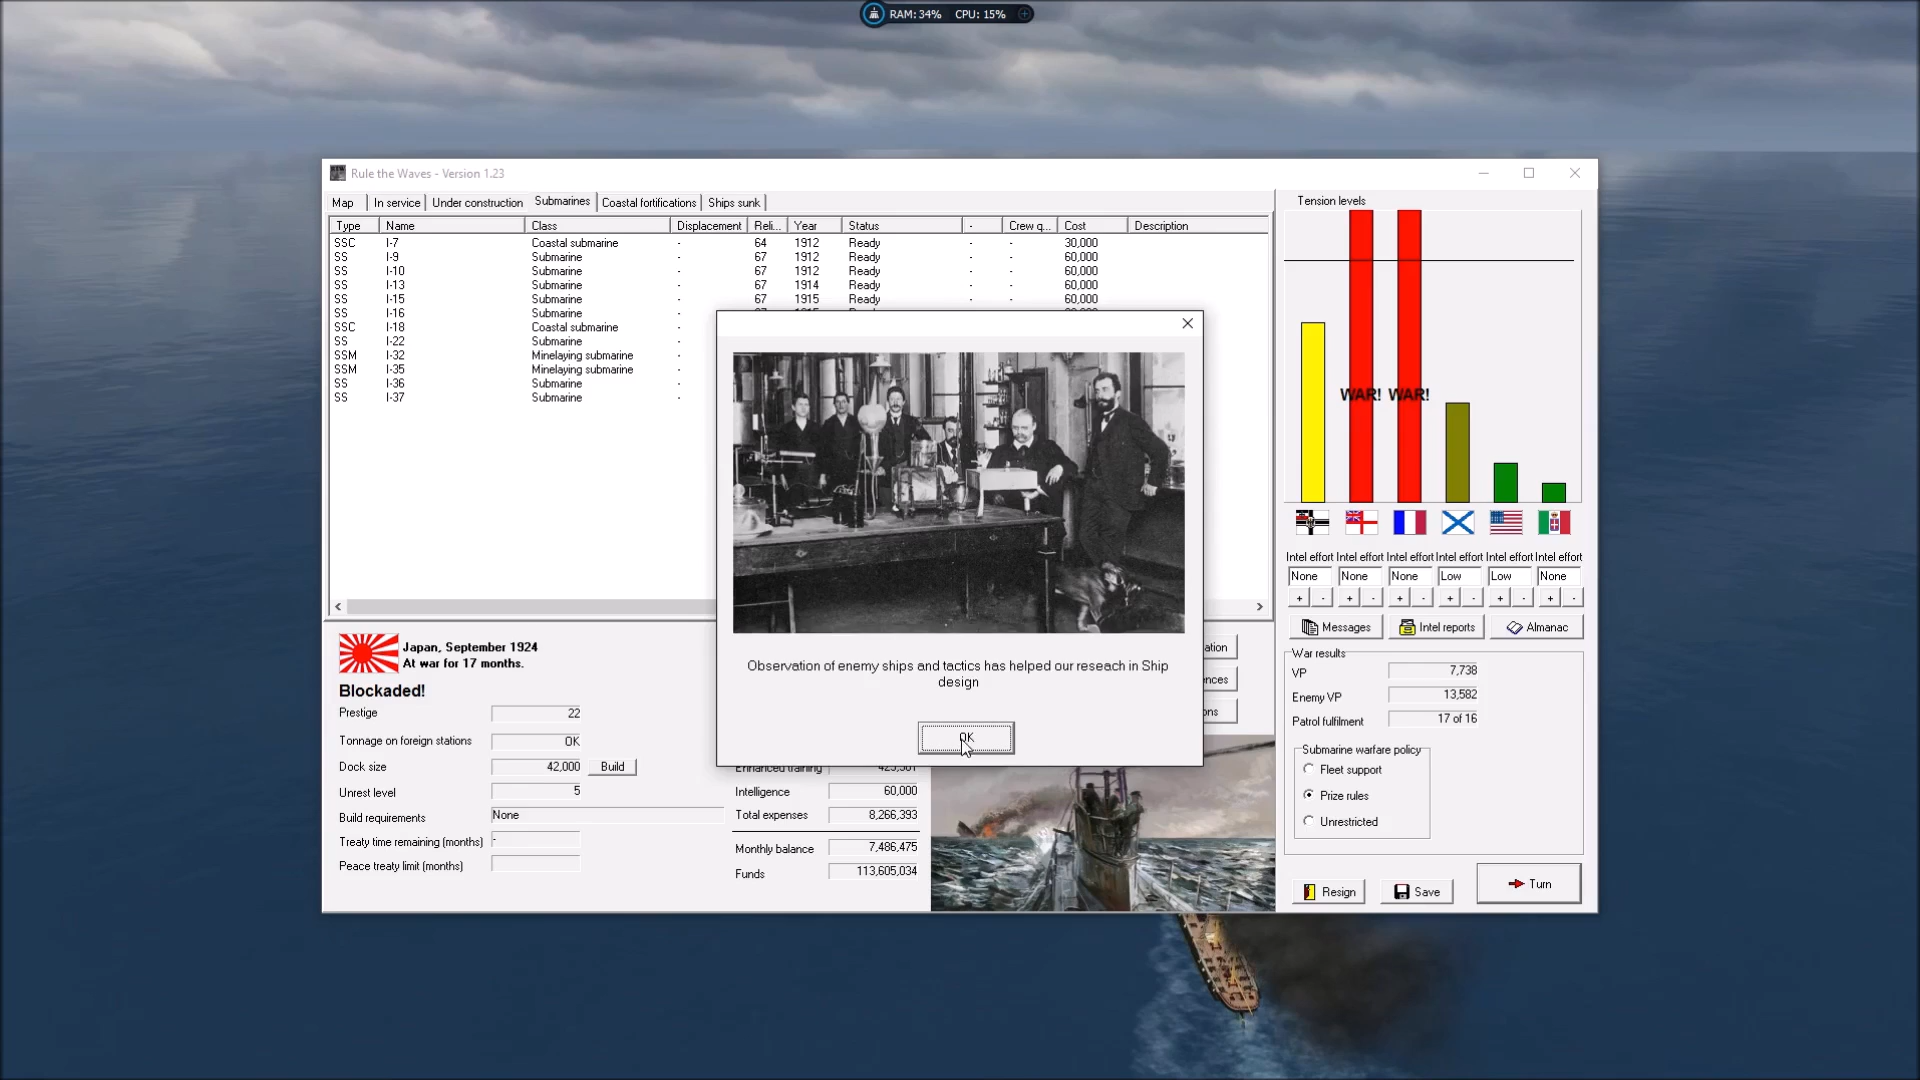 RAM: 34% CPU: 15%
Rule the Waves - Version 1.23
Map In service Under construction Submarines Coastal fortifications Ships sunk
Type Name Class Displacement Reli... Year Status - Crew q... Cost Description
SSC I-7 Coastal submarine - 64 1912 Ready - - 30,000
SS I-9 Submarine - 67 1912 Ready - - 60,000
SS I-10 Submarine - 67 1912 Ready - - 60,000
SS I-13 Submarine - 67 1914 Ready - - 60,000
SS I-15 Submarine - 67 1915 Ready - - 60,000
SS I-16 Submarine
SSC I-18 Coastal submarine -
SS I-22 Submarine -
SSM I-32 Minelaying submarine -
SSM I-35 Minelaying submarine -
SS I-36 Submarine -
SS I-37 Submarine -
Observation of enemy ships and tactics has helped our reseach in Ship
design
OK
Japan, September 1924
At war for 17 months.
Blockaded!
Prestige 22
Tonnage on foreign stations OK
Dock size 42,000 Build
Unrest level 5
Build requirements None
Treaty time remaining (months) -
Peace treaty limit (months)
Intelligence 60,000
Total expenses 8,266,393
Monthly balance 7,486,475
Funds 113,605,034
Tension levels
WAR! WAR!
Intel effort Intel effort Intel effort Intel effort Intel effort Intel effort
None None None Low Low None
+ - + - + - + - + - + -
Messages Intel reports Almanac
War results
VP 7,738
Enemy VP 13,582
Patrol fulfilment 17 of 16
Submarine warfare policy
Fleet support
Prize rules
Unrestricted
Resign Save Turn